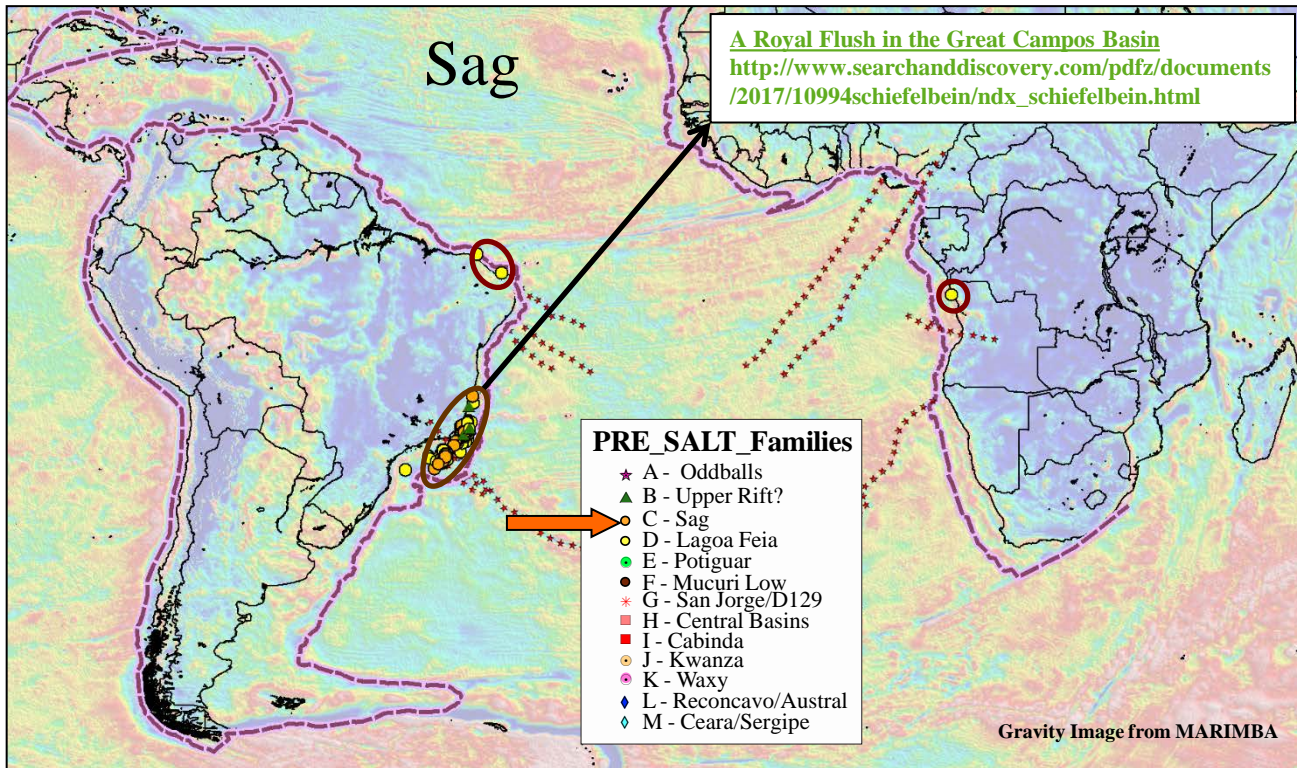 Sag
A Royal Flush in the Great Campos Basin
http://www.searchanddiscovery.com/pdfz/documents
/2017/10994schiefelbein/ndx_schiefelbein.html
PRE_SALT_Families
A - Oddballs
B - Upper Rift?
C - Sag
D - Lagoa Feia
E - Potiguar
F - Mucuri Low
G - San Jorge/D129
H - Central Basins
I - Cabinda
J - Kwanza
K - Waxy
L - Reconcavo/Austral
M - Ceara/Sergipe
Gravity Image from MARIMBA